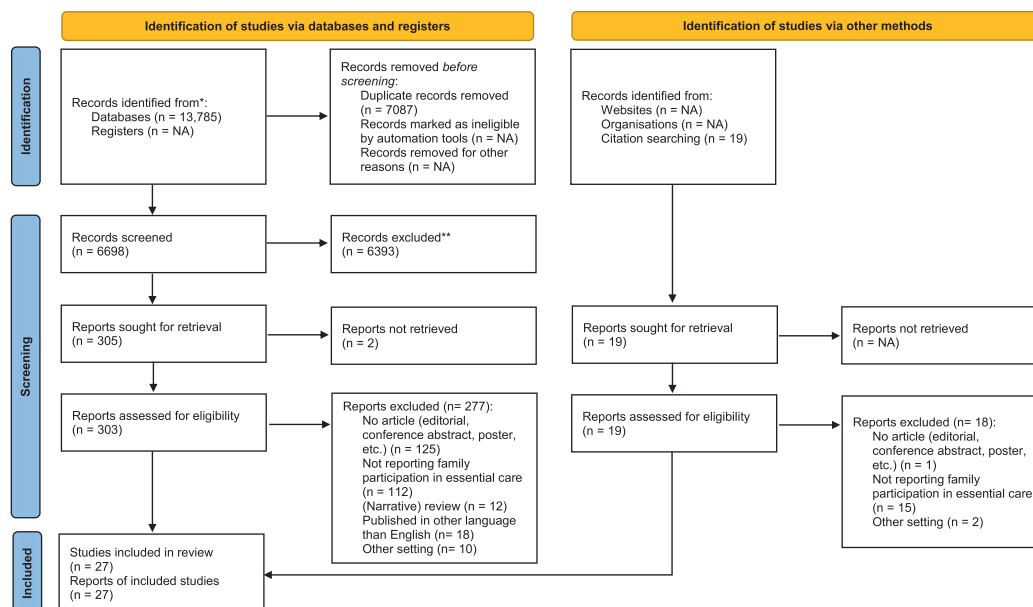 Identification of studies via databases and registers
Identification of studies via other methods
Identification
Records identified from*:
Databases (n = 13,785)
Registers (n = NA)
Records removed before
screening:
Duplicate records removed
(n = 7087)
Records marked as ineligible
by automation tools (n = NA)
Records removed for other
reasons (n = NA)
Records identified from:
Websites (n = NA)
Organisations (n = NA)
Citation searching (n = 19)
Screening
Records screened
(n = 6698)
Records excluded**
(n = 6393)
Reports sought for retrieval
(n = 305)
Reports not retrieved
(n = 2)
Reports sought for retrieval
(n = 19)
Reports not retrieved
(n = NA)
Reports assessed for eligibility
(n = 303)
Reports excluded (n= 277):
No article (editorial,
conference abstract, poster,
etc.) (n = 125)
Not reporting family
participation in essential care
(n = 112)
(Narrative) review (n = 12)
Published in other language
than English (n = 18)
Other setting (n= 10)
Reports assessed for eligibility
(n = 19)
Reports excluded (n= 18):
No article (editorial,
conference abstract, poster,
etc.) (n = 1)
Not reporting family
participation in essential care
(n = 15)
Other setting (n = 2)
Included
Studies included in review
(n = 27)
Reports of included studies
(n = 27)